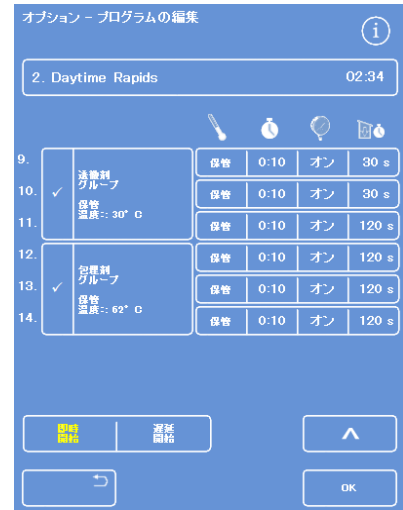 オプション – プログラムの編集
i
2. Daytime Rapids 02:34
9. 保管 0:10 オン 30 s
透徹剤
グループ
10. ✓ 保管 0:10 オン 30 s
保管
温度:: 30° C
11. 保管 0:10 オン 120 s
12. 保管 0:10 オン 120 s
包埋剤
グループ
13. ✓ 保管 0:10 オン 120 s
保管
温度:: 62° C
14. 保管 0:10 オン 120 s
即時 遅延
開始 開始
OK